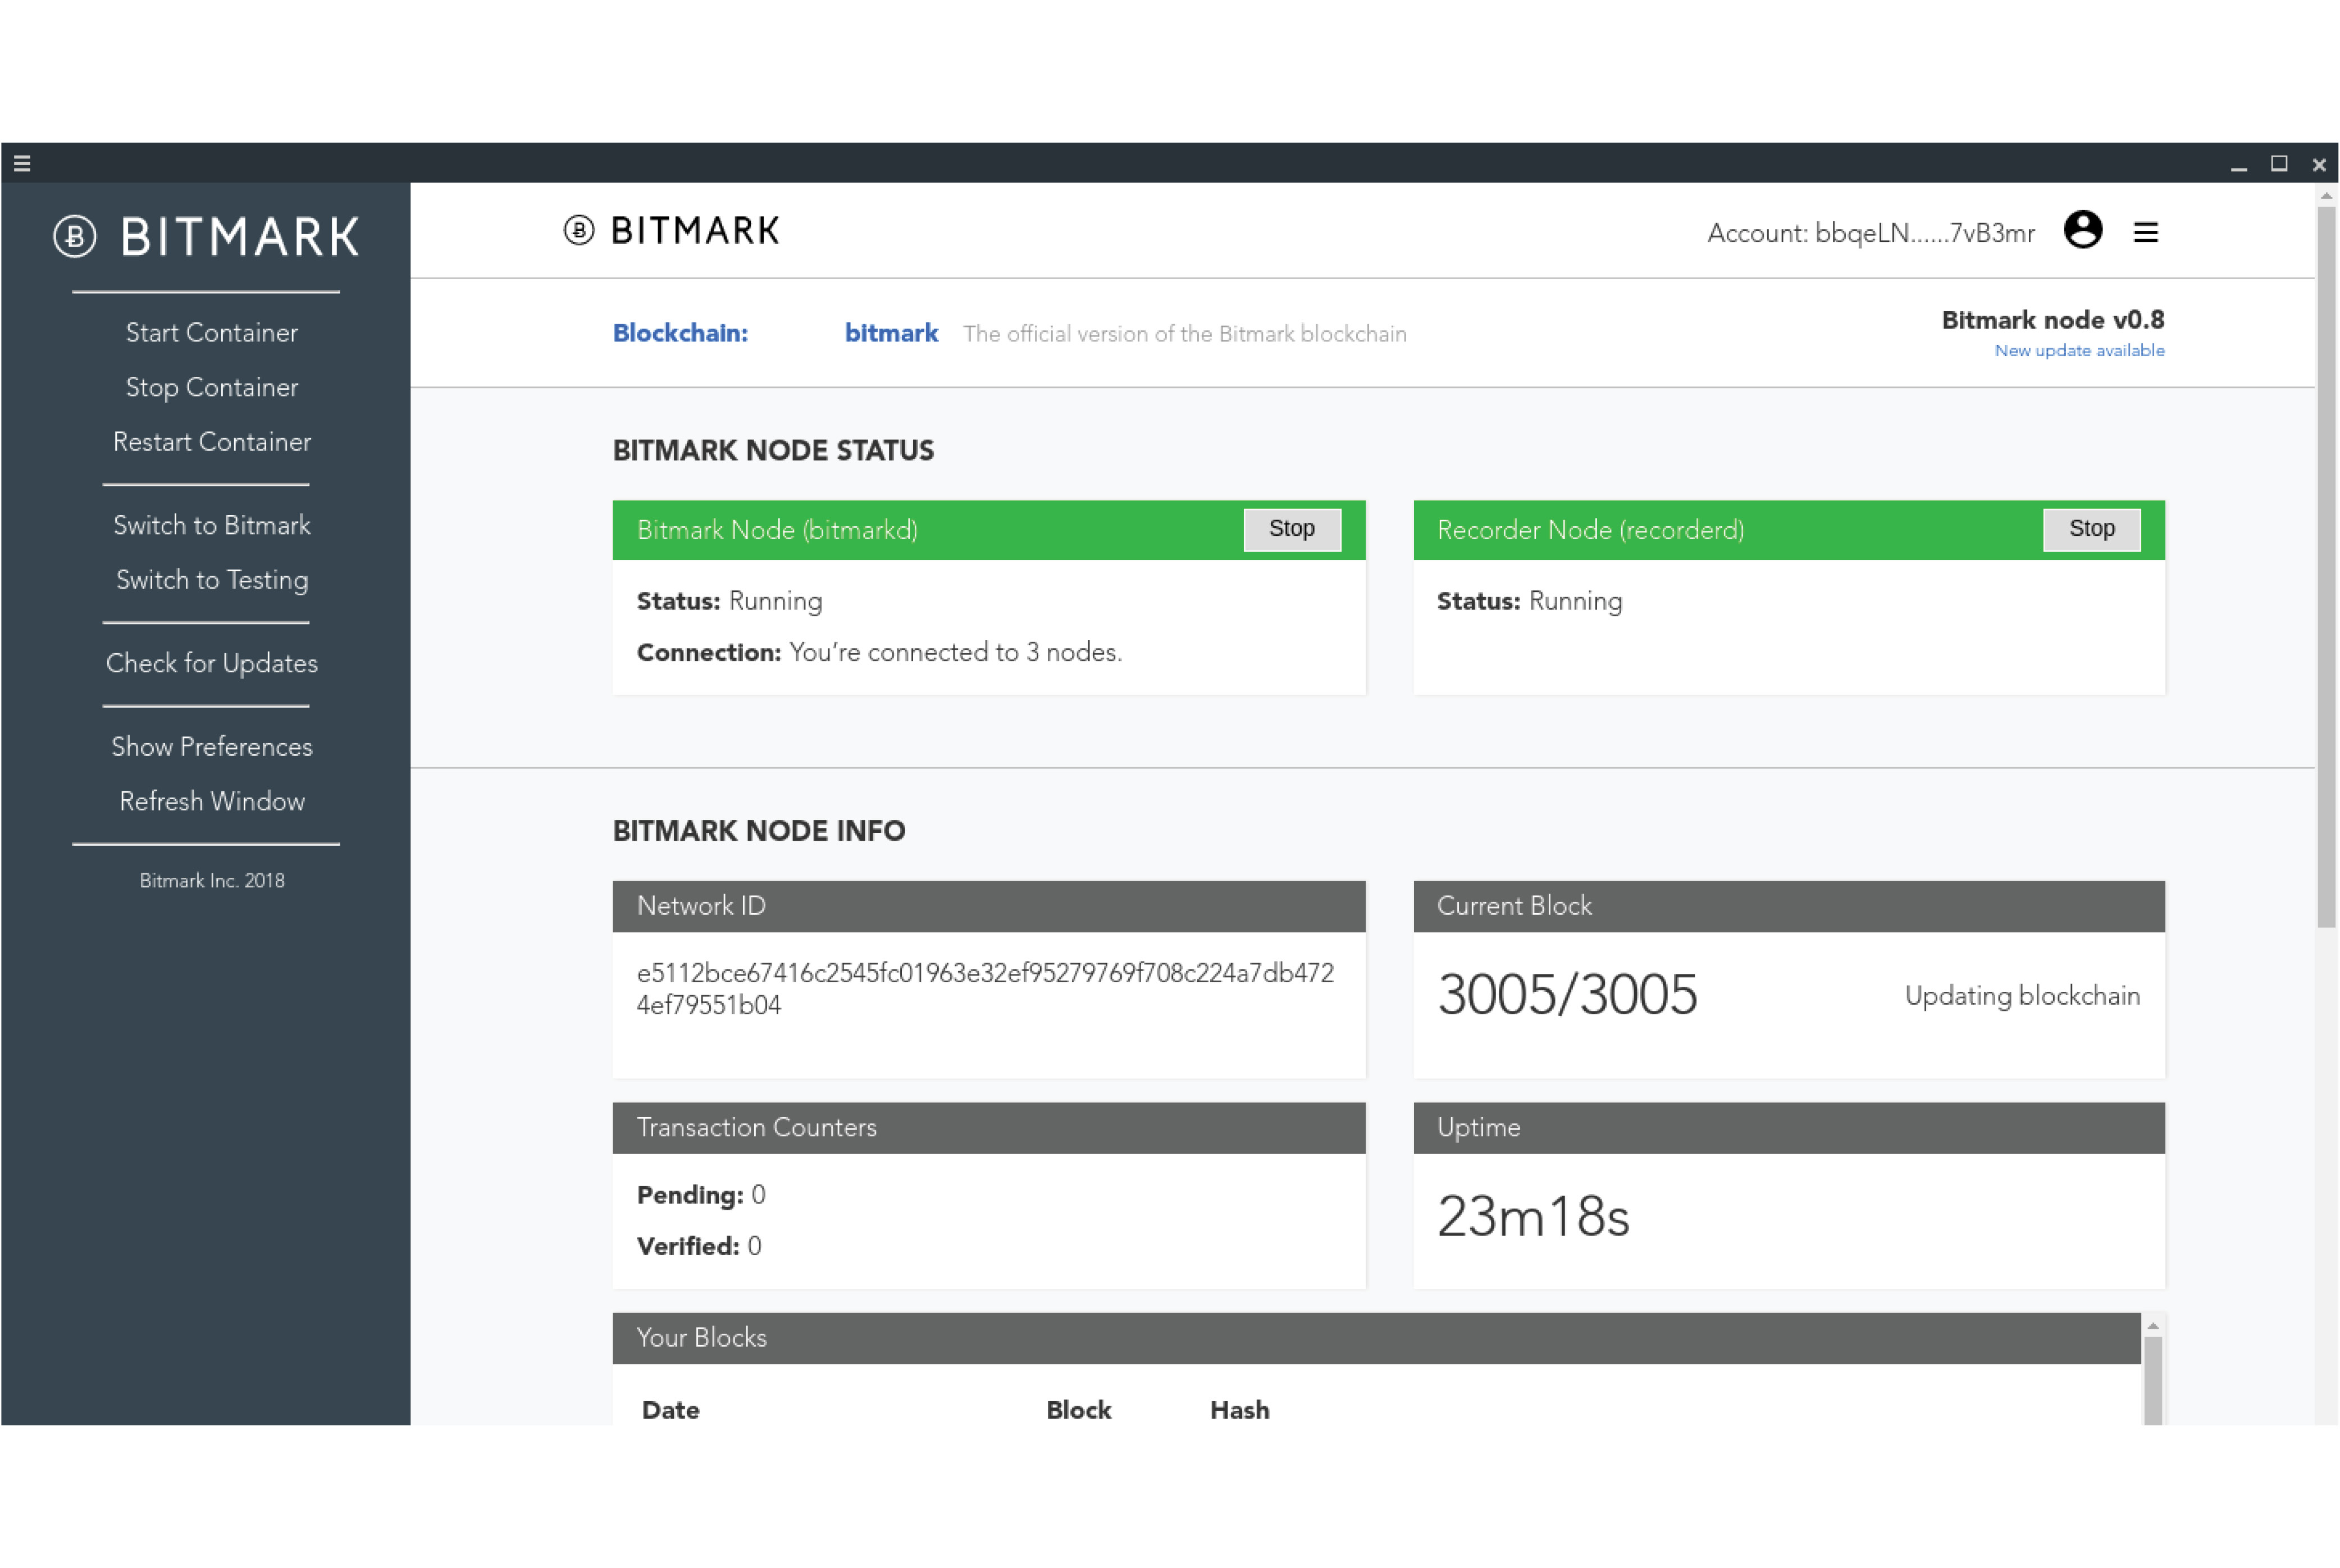 BITMARK
Start Container
Stop Container
Restart Container
Switch to Bitmark
Switch to Testing
Check for Updates
Show Preferences
Refresh Window
Bitmark Inc. 2018
BITMARK
Account: bbqeLN......7vB3mr
Blockchain: bitmark The official version of the Bitmark blockchain
Bitmark node v0.8
New update available
BITMARK NODE STATUS
Bitmark Node (bitmarkd) Stop
Status: Running
Connection: You’re connected to 3 nodes.
Recorder Node (recorderd) Stop
Status: Running
BITMARK NODE INFO
Network ID
e5112bce67416c2545fc01963e32ef95279769f708c224a7db472
4ef79551b04
Current Block
3005/3005 Updating blockchain
Transaction Counters
Pending: 0
Verified: 0
Uptime
23m18s
Your Blocks
Date Block Hash